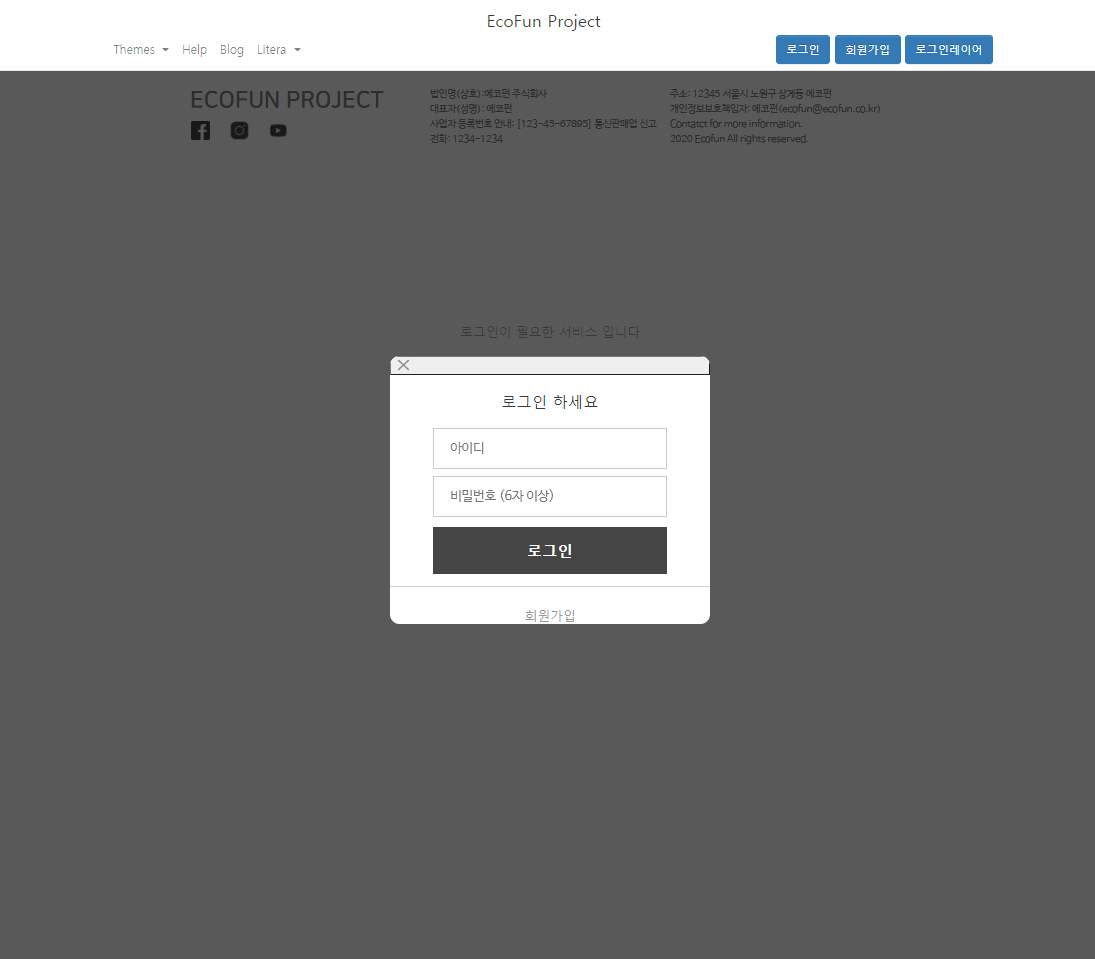 EcoFun Project
Themes Help Blog Litera 로그인 회원가입 로그인레이어
ECOFUN PROJECT
법인명(상호):에코펀 주식회사
대표자(성명) : 에코펀
사업자 등록번호 안내: [123-45-67895] 통신판매업 신고
전화: 1234-1234
주소: 12345 서울시 노원구 상계동 에코펀
개인정보보호책임자: 에코펀(ecofun@ecofun.co.kr)
Contatct for more information.
2020 Ecofun All rights reserved.
로그인이 필요한 서비스 입니다
로그인 하세요
아이디
비밀번호 (6자 이상)
로그인
회원가입